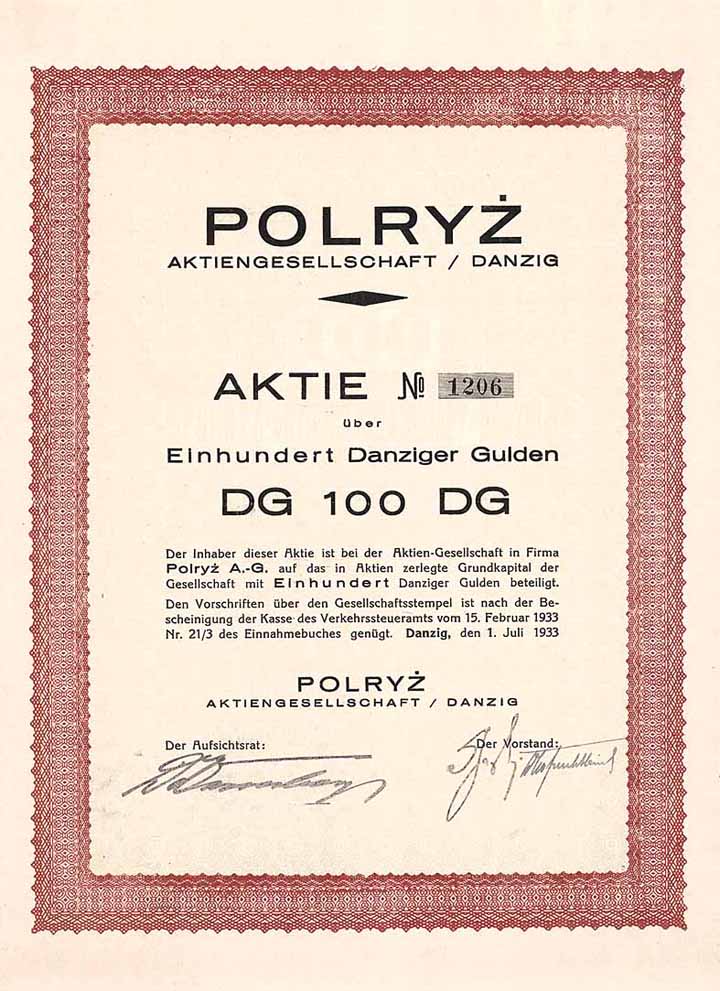 POLRYŻ
AKTIENGESELLSCHAFT / DANZIG
AKTIE № 1206
über
Einhundert Danziger Gulden
DG 100 DG
Der Inhaber dieser Aktie ist bei der Aktien-Gesellschaft in Firma
Polryż A.-G. auf das in Aktien zerlegte Grundkapital der
Gesellschaft mit Einhundert Danziger Gulden beteiligt.
Den Vorschriften über den Gesellschaftsstempel ist nach der Be-
scheinigung der Kasse des Verkehrssteueramts vom 15. Februar 1933
Nr. 21/3 des Einnahmebuches genügt. Danzig, den 1. Juli 1933
POLRYŻ
AKTIENGESELLSCHAFT / DANZIG
Der Aufsichtsrat:
Der Vorstand: